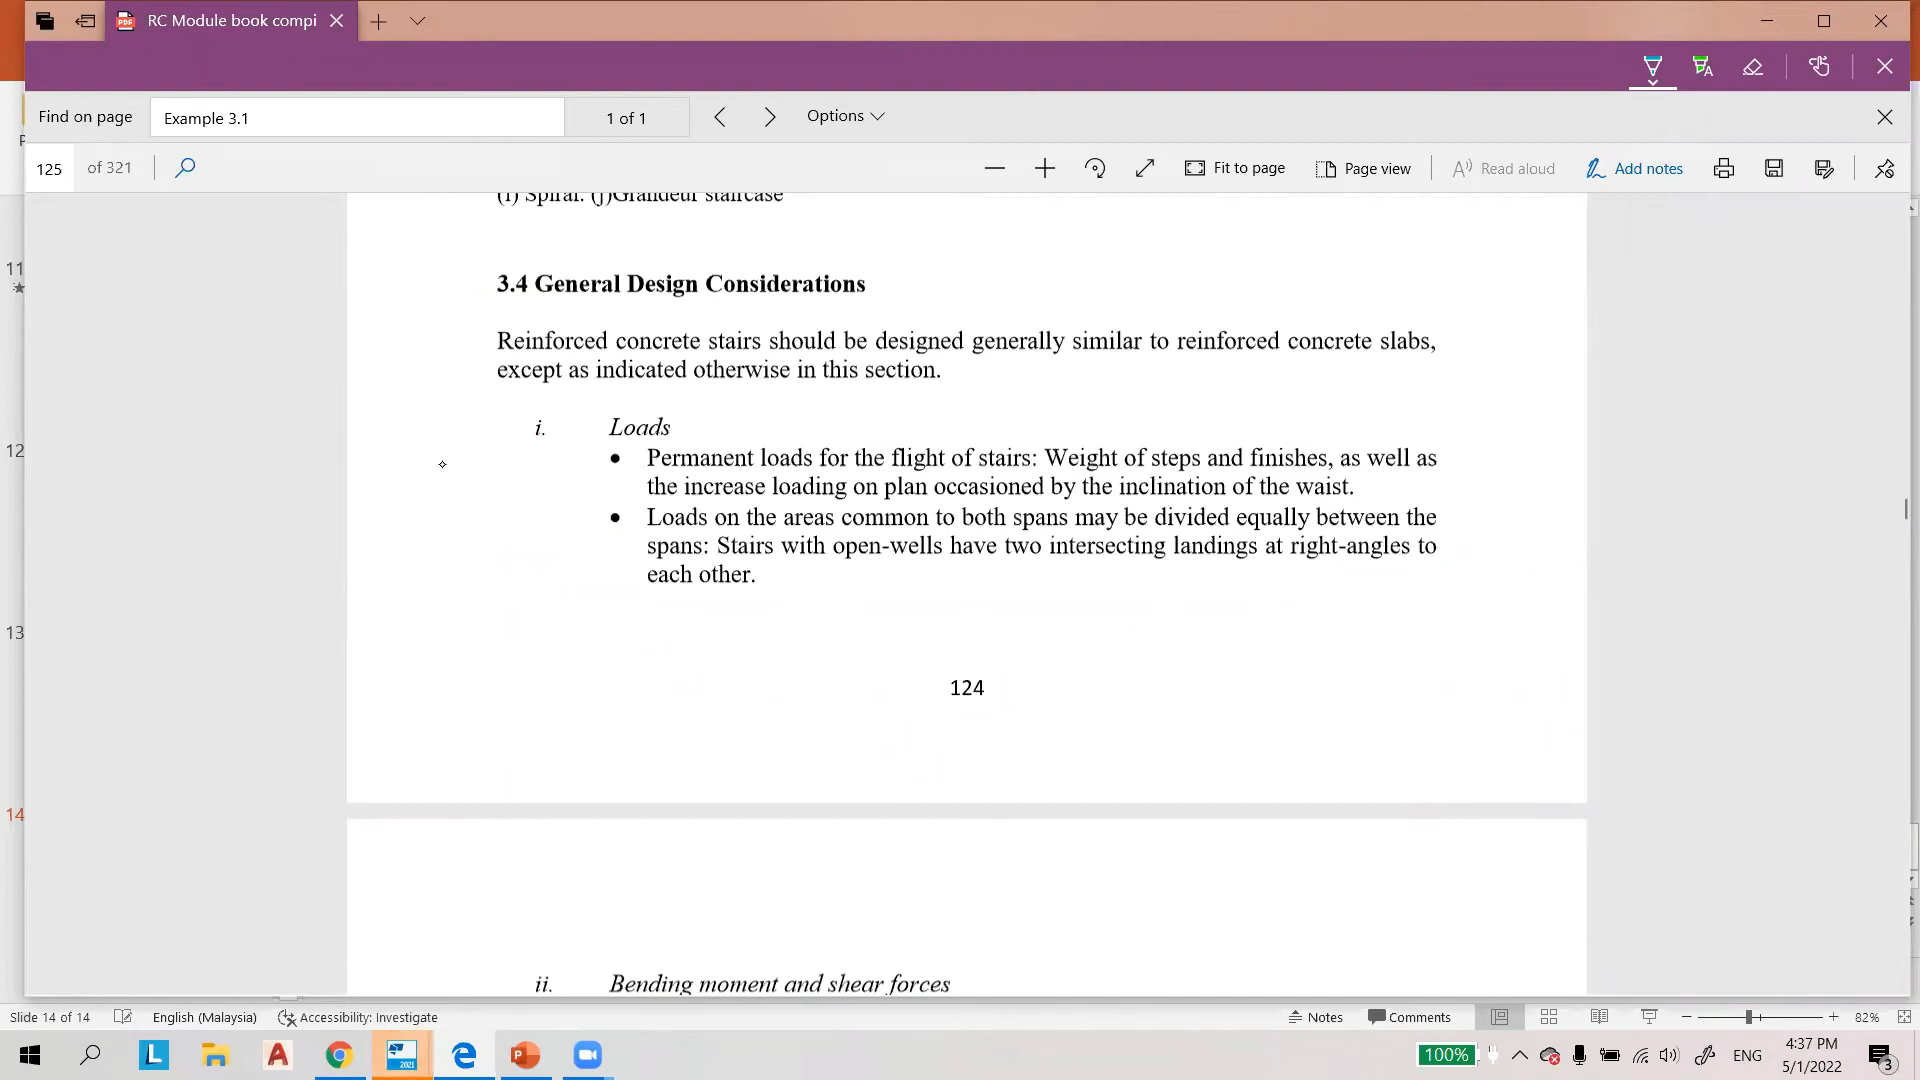 RC Module book compi
Find on page
Example 3.1
1 of 1
Options
125
of 321
Fit to page
Page view
Read aloud
Add notes
(i) Spiral. (j)Grandeur staircase
3.4 General Design Considerations
Reinforced concrete stairs should be designed generally similar to reinforced concrete slabs,
except as indicated otherwise in this section.
i. Loads
• Permanent loads for the flight of stairs: Weight of steps and finishes, as well as
the increase loading on plan occasioned by the inclination of the waist.
• Loads on the areas common to both spans may be divided equally between the
spans: Stairs with open-wells have two intersecting landings at right-angles to
each other.
124
ii. Bending moment and shear forces
11
12
13
14
Slide 14 of 14
English (Malaysia)
Accessibility: Investigate
Notes
Comments
82%
100%
ENG
4:37 PM
5/1/2022
3
2021